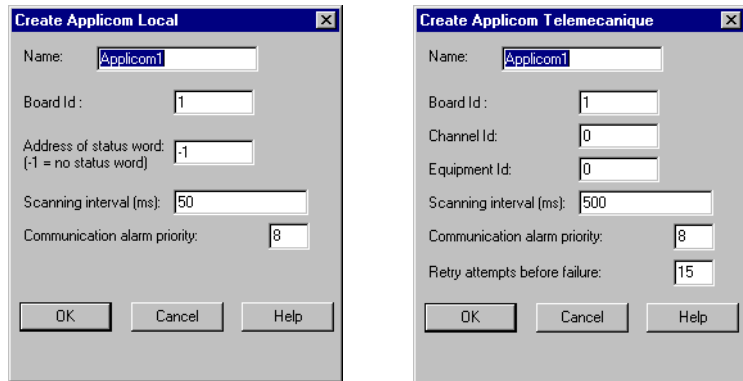 Create Applicom Local
Name: Applicom1
Board Id : 1
Address of status word: -1
(-1 = no status word)
Scanning interval (ms): 50
Communication alarm priority: 8
OK Cancel Help
Create Applicom Telemecanique
Name: Applicom1
Board Id : 1
Channel Id: 0
Equipment Id: 0
Scanning interval (ms): 500
Communication alarm priority: 8
Retry attempts before failure: 15
OK Cancel Help